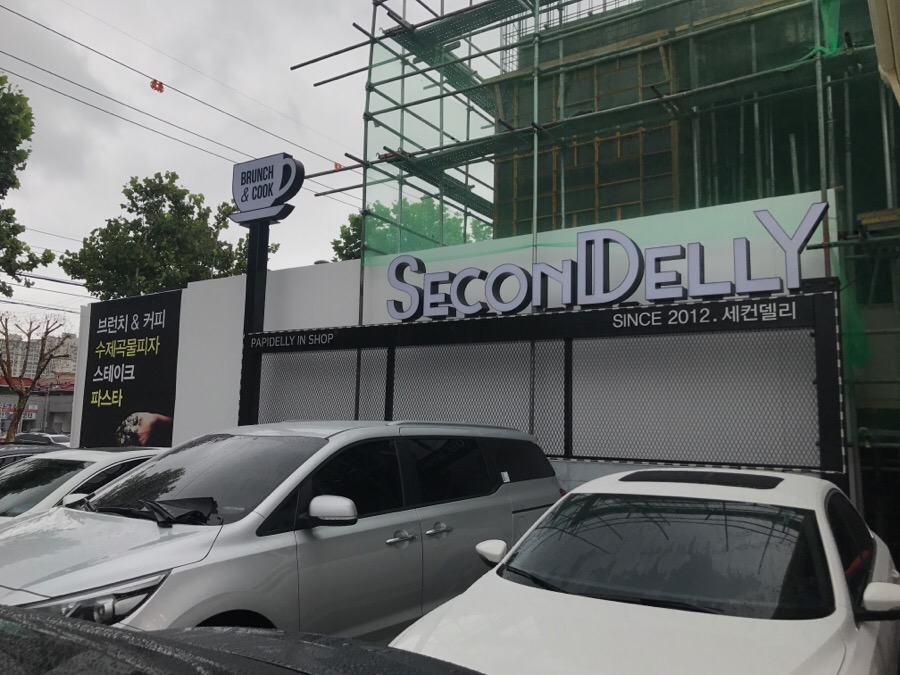 BRUNCH
& COOK
SECONDELLY
SINCE 2012 . 세컨델리
PAPIDELLY IN SHOP
브런치 & 커피
수제곡물피자
스테이크
파스타